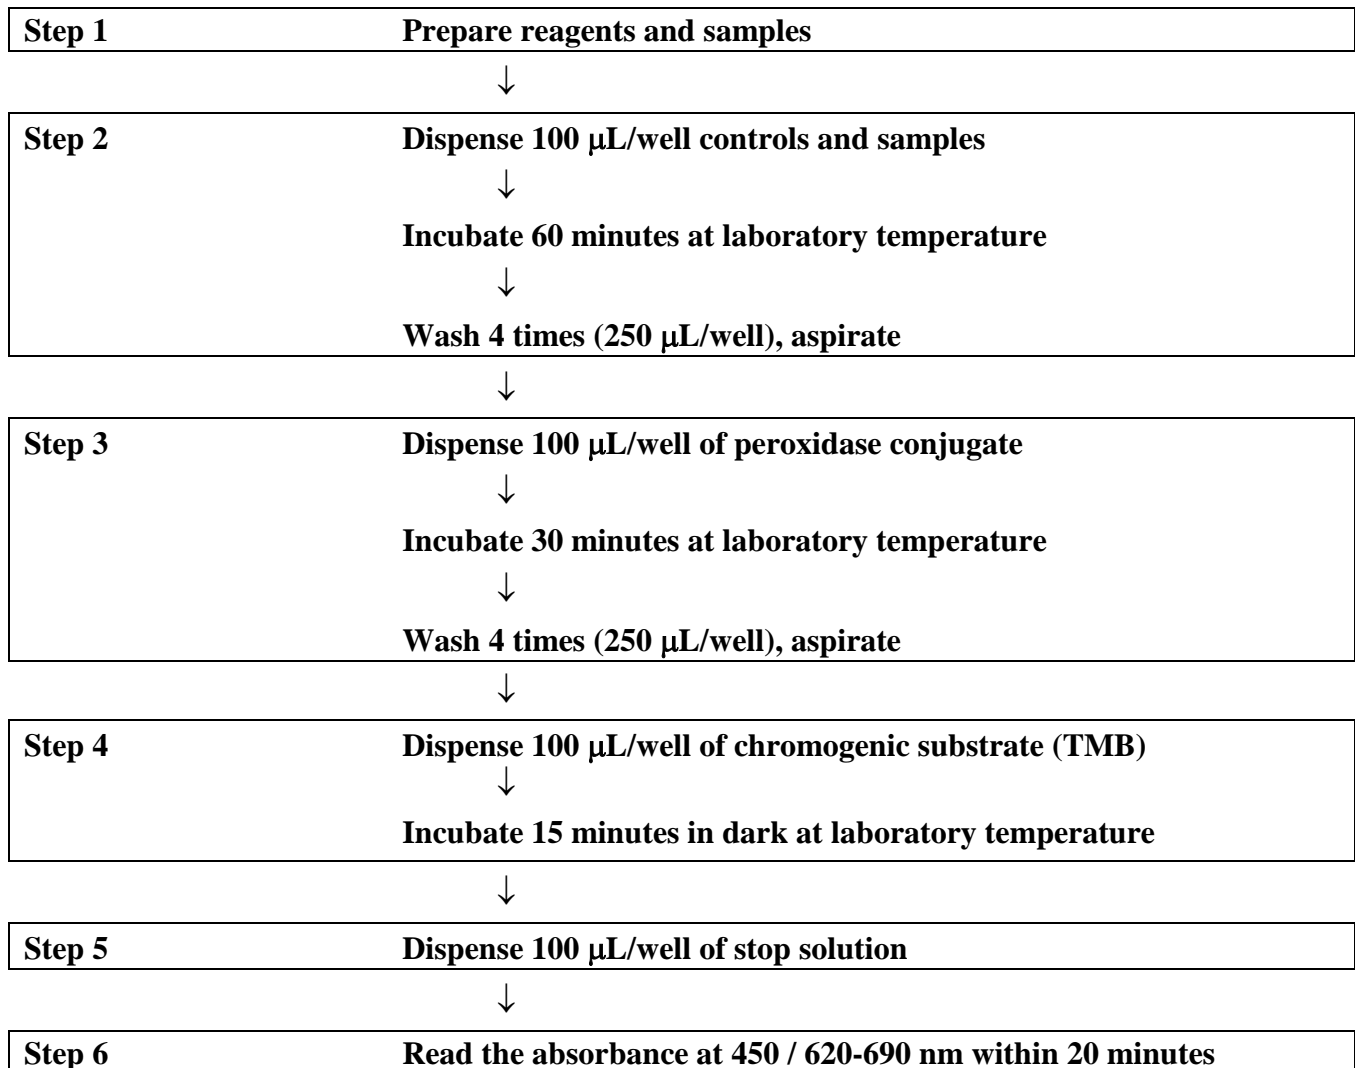 Step 1 Prepare reagents and samples
↓
Step 2 Dispense 100 μL/well controls and samples
↓
Incubate 60 minutes at laboratory temperature
↓
Wash 4 times (250 μL/well), aspirate
↓
Step 3 Dispense 100 μL/well of peroxidase conjugate
↓
Incubate 30 minutes at laboratory temperature
↓
Wash 4 times (250 μL/well), aspirate
↓
Step 4 Dispense 100 μL/well of chromogenic substrate (TMB)
↓
Incubate 15 minutes in dark at laboratory temperature
↓
Step 5 Dispense 100 μL/well of stop solution
↓
Step 6 Read the absorbance at 450 / 620-690 nm within 20 minutes